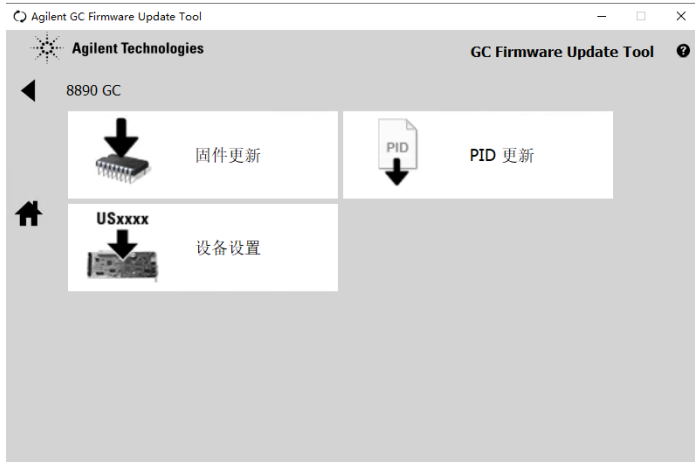 Agilent GC Firmware Update Tool
Agilent Technologies
GC Firmware Update Tool
8890 GC
固件更新
PID
PID 更新
USxxxx
设备设置